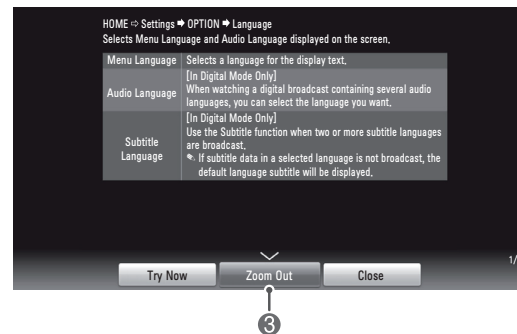 HOME ⇨ Settings ➡ OPTION ➡ Language
Selects Menu Language and Audio Language displayed on the screen.
Menu Language Selects a language for the display text.
Audio Language [In Digital Mode Only]
When watching a digital broadcast containing several audio
languages, you can select the language you want.
Subtitle Language [In Digital Mode Only]
Use the Subtitle function when two or more subtitle languages
are broadcast.
✎ If subtitle data in a selected language is not broadcast, the
default language subtitle will be displayed.
1/
Try Now Zoom Out Close
3